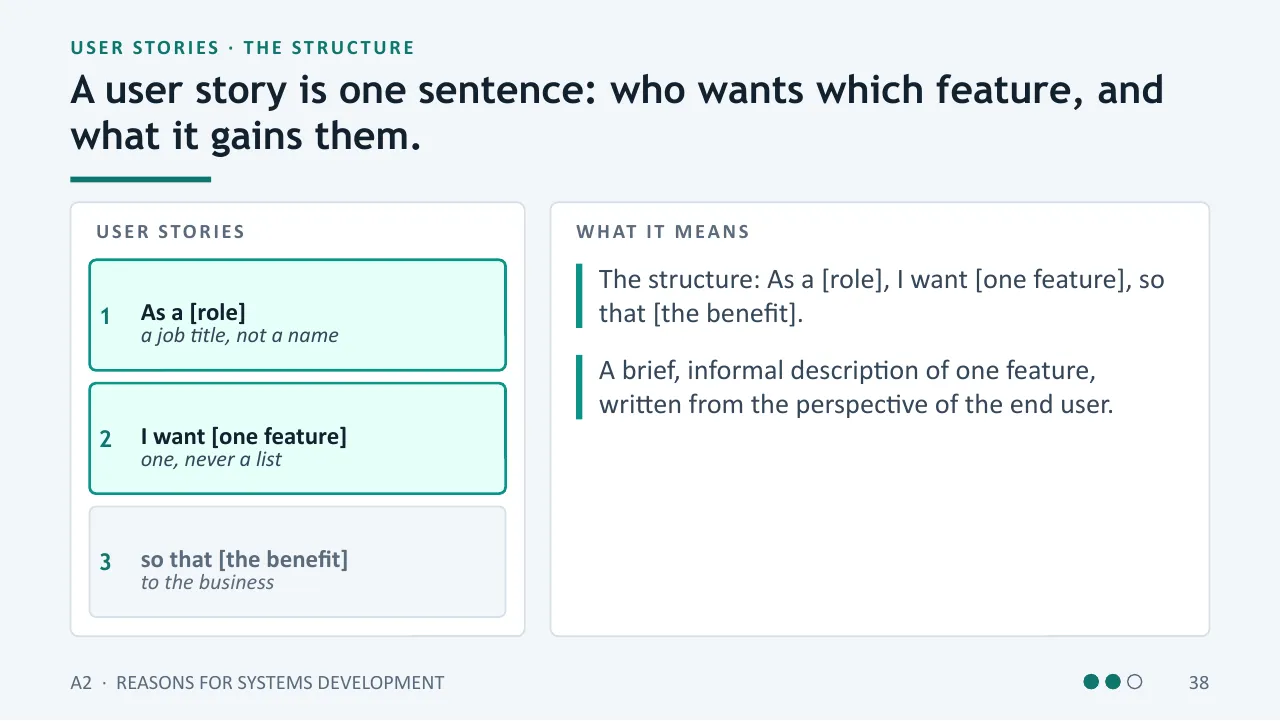 USER STORIES · THE STRUCTURE
A user story is one sentence: who wants which feature, and
what it gains them.
USER STORIES
1
As a [role]
a job title, not a name
2
I want [one feature]
one, never a list
3
so that [the benefit]
to the business
WHAT IT MEANS
The structure: As a [role], I want [one feature], so
that [the benefit].
A brief, informal description of one feature,
written from the perspective of the end user.
A2 · REASONS FOR SYSTEMS DEVELOPMENT
38